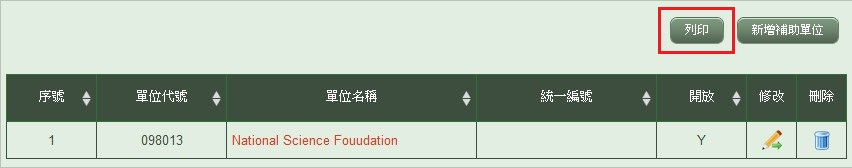 列印 新增補助單位
序號 單位代號 單位名稱 統一編號 開放 修改 刪除
1 098013 National Science Fouudation Y